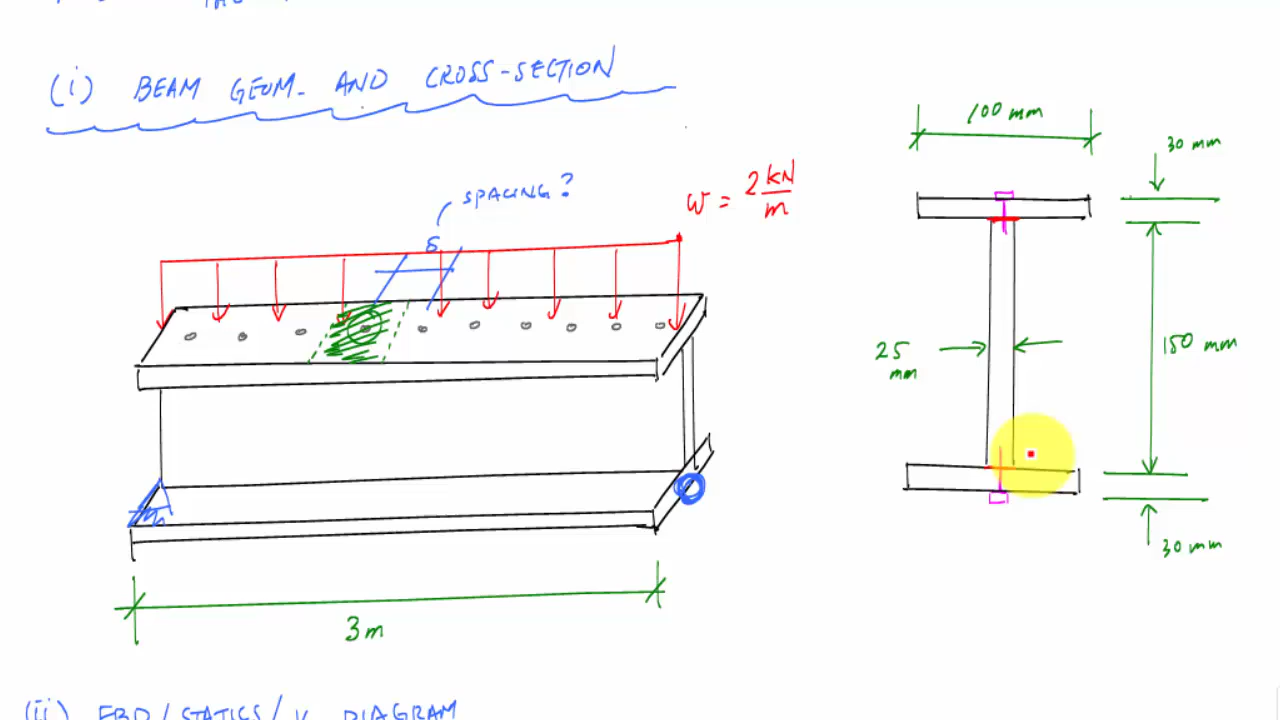 (i) BEAM GEOM. AND CROSS-SECTION
100 mm
30 mm
SPACING?
w = 2 kN/m
s
25 mm
150 mm
30 mm
3m
(ii) FBD / STATICS / V DIAGRAM